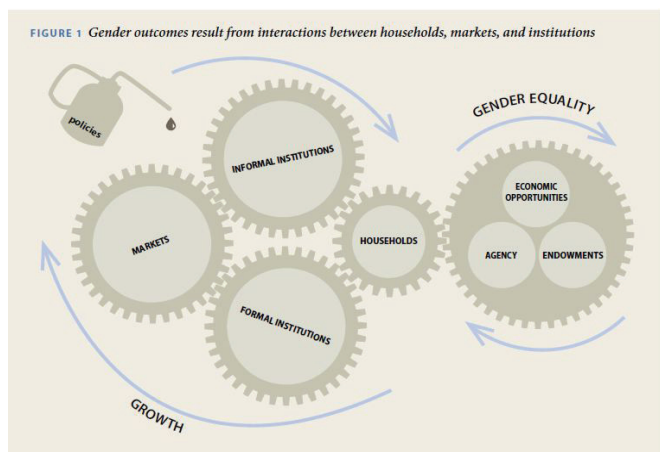 FIGURE 1 Gender outcomes result from interactions between households, markets, and institutions
policies
GENDER EQUALITY
INFORMAL INSTITUTIONS
ECONOMIC
OPPORTUNITIES
MARKETS
HOUSEHOLDS
AGENCY
ENDOWMENTS
FORMAL INSTITUTIONS
GROWTH